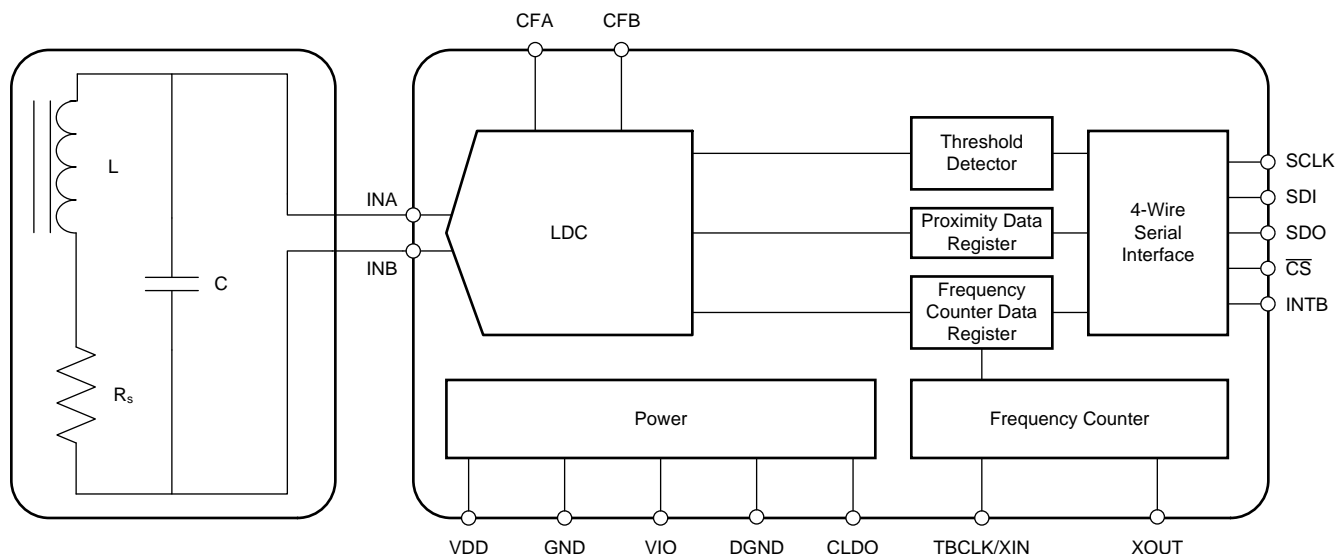 CFA
CFB
L
C
Rs
INA
INB
LDC
Threshold
Detector
Proximity Data
Register
Frequency
Counter Data
Register
4-Wire
Serial
Interface
SCLK
SDI
SDO
C̅S̅
INTB
Power
Frequency Counter
VDD
GND
VIO
DGND
CLDO
TBCLK/XIN
XOUT